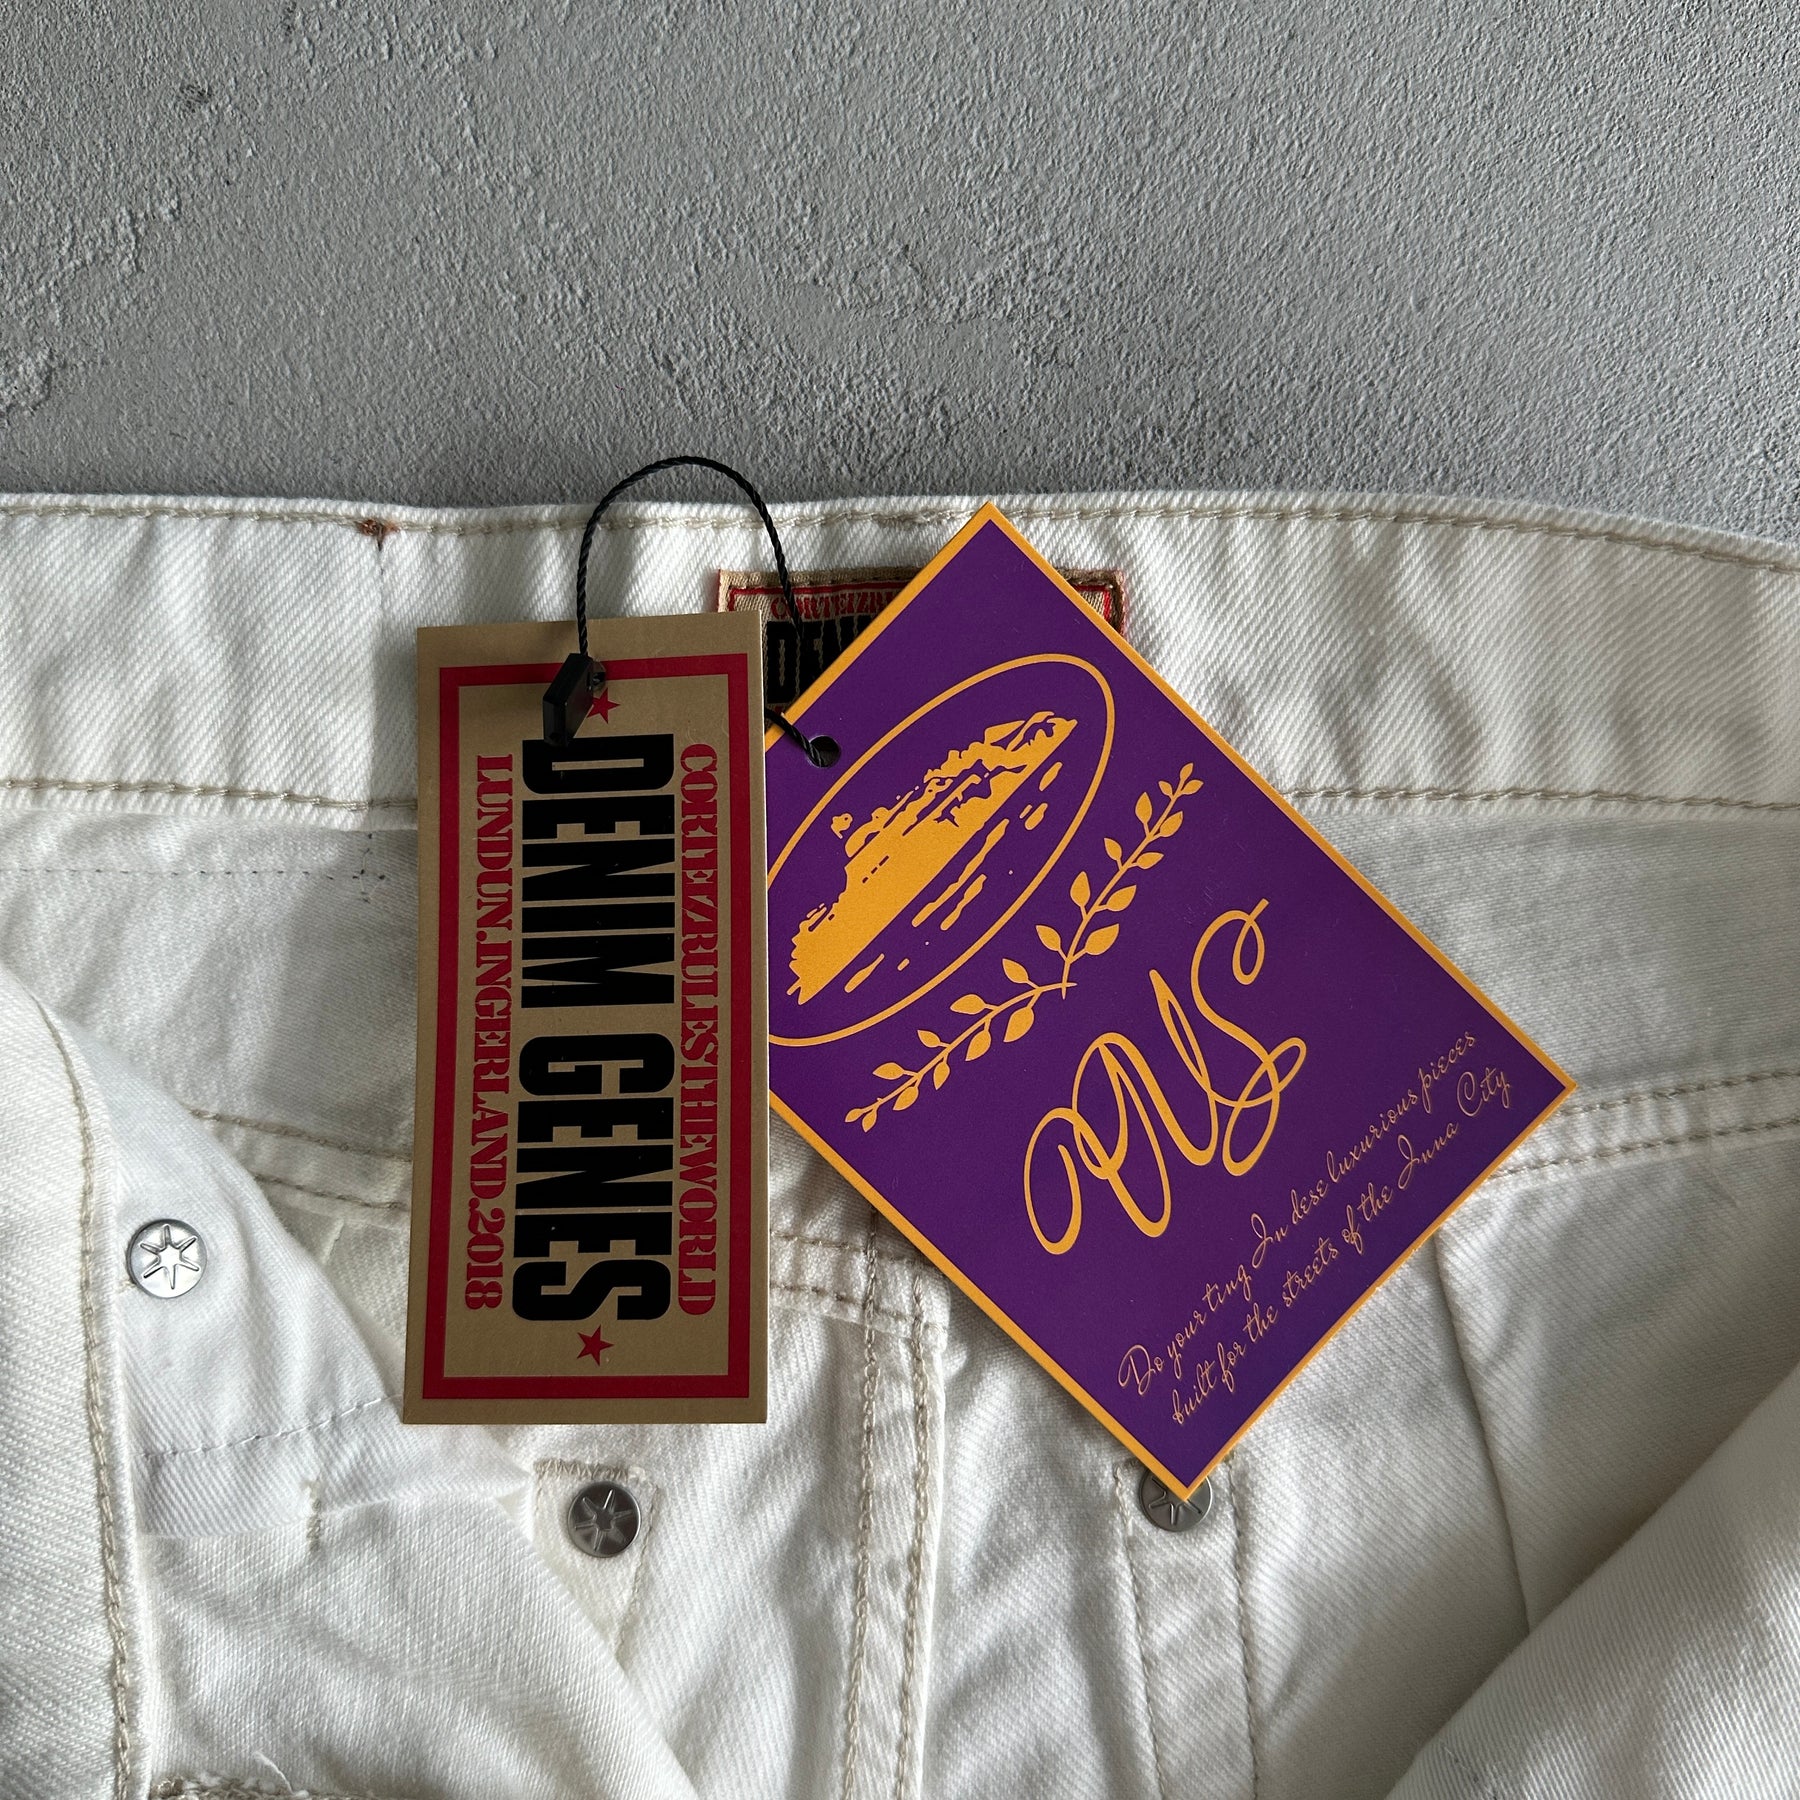 CORTEIZRULESTHEWORLD
DENIM GENES
LUNDUN.INGERLAND.2018
Do your ting In dese luxurious pieces
built for the streets of the Inna City.